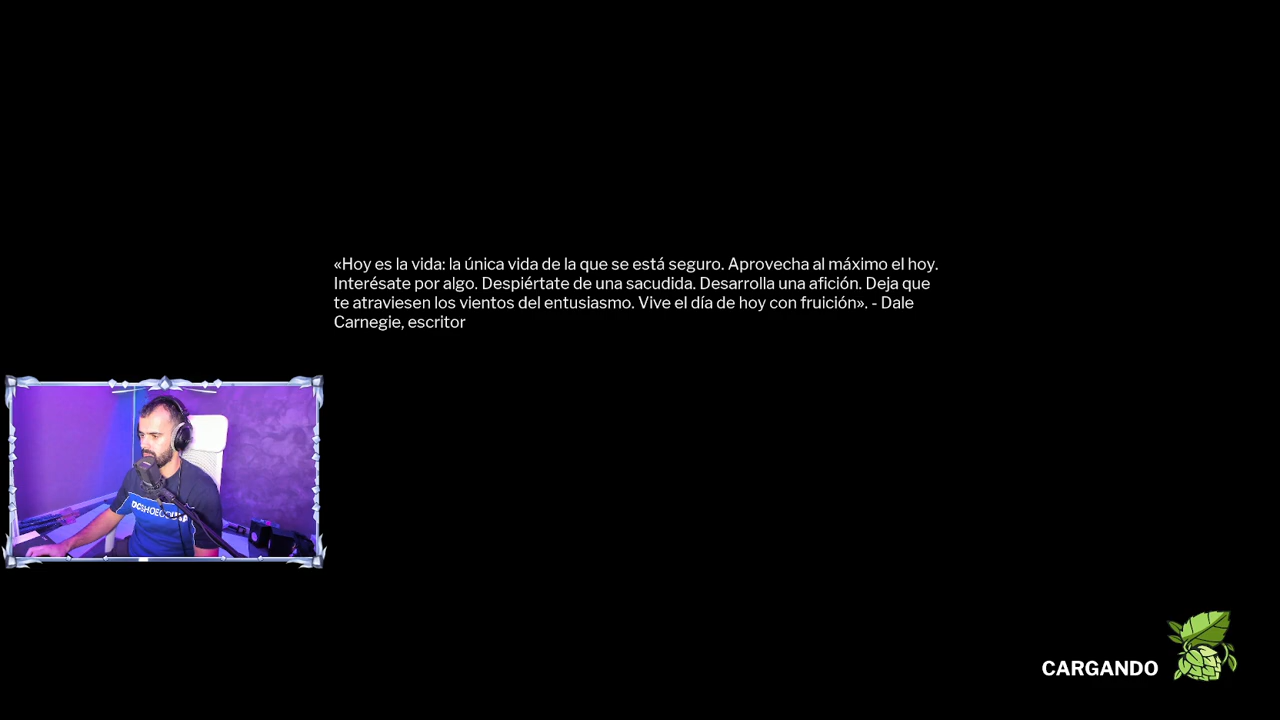 «Hoy es la vida: la única vida de la que se está seguro. Aprovecha al máximo el hoy.
Interésate por algo. Despiértate de una sacudida. Desarrolla una afición. Deja que
te atraviesen los vientos del entusiasmo. Vive el día de hoy con fruición». - Dale
Carnegie, escritor
DCSHOECOUSA
CARGANDO